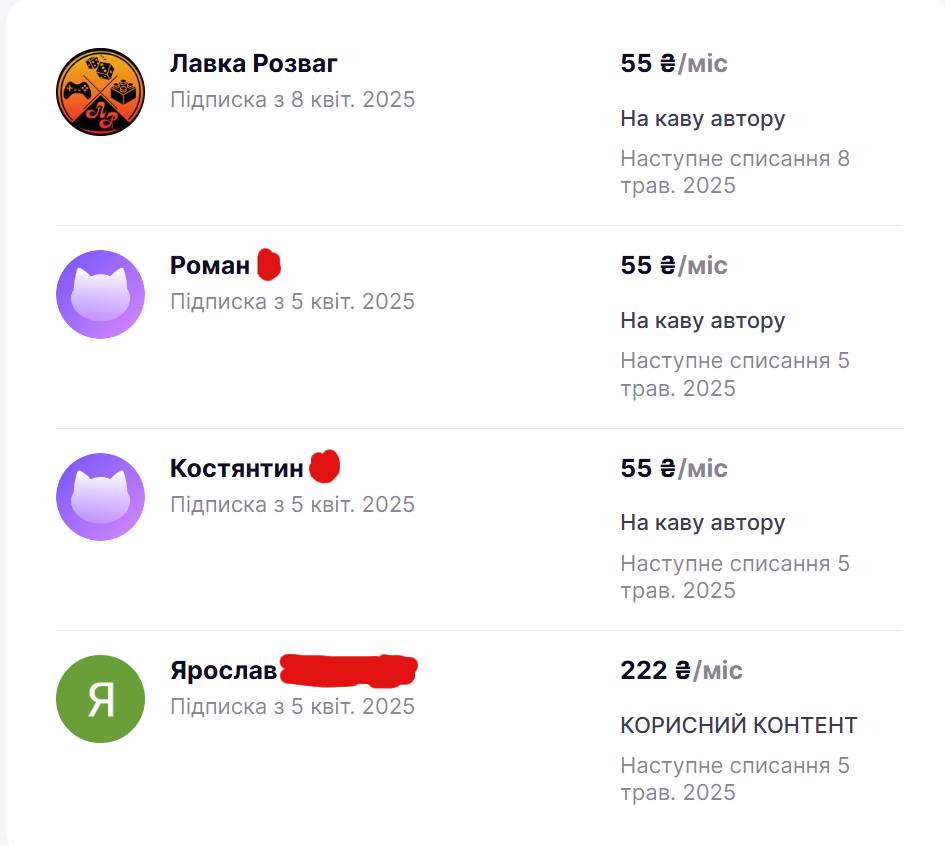 Лавка Розваг
Підписка з 8 квіт. 2025
55 ₴/міс
На каву автору
Наступне списання 8
трав. 2025
Роман
Підписка з 5 квіт. 2025
55 ₴/міс
На каву автору
Наступне списання 5
трав. 2025
Костянтин
Підписка з 5 квіт. 2025
55 ₴/міс
На каву автору
Наступне списання 5
трав. 2025
Я
Ярослав
Підписка з 5 квіт. 2025
222 ₴/міс
КОРИСНИЙ КОНТЕНТ
Наступне списання 5
трав. 2025